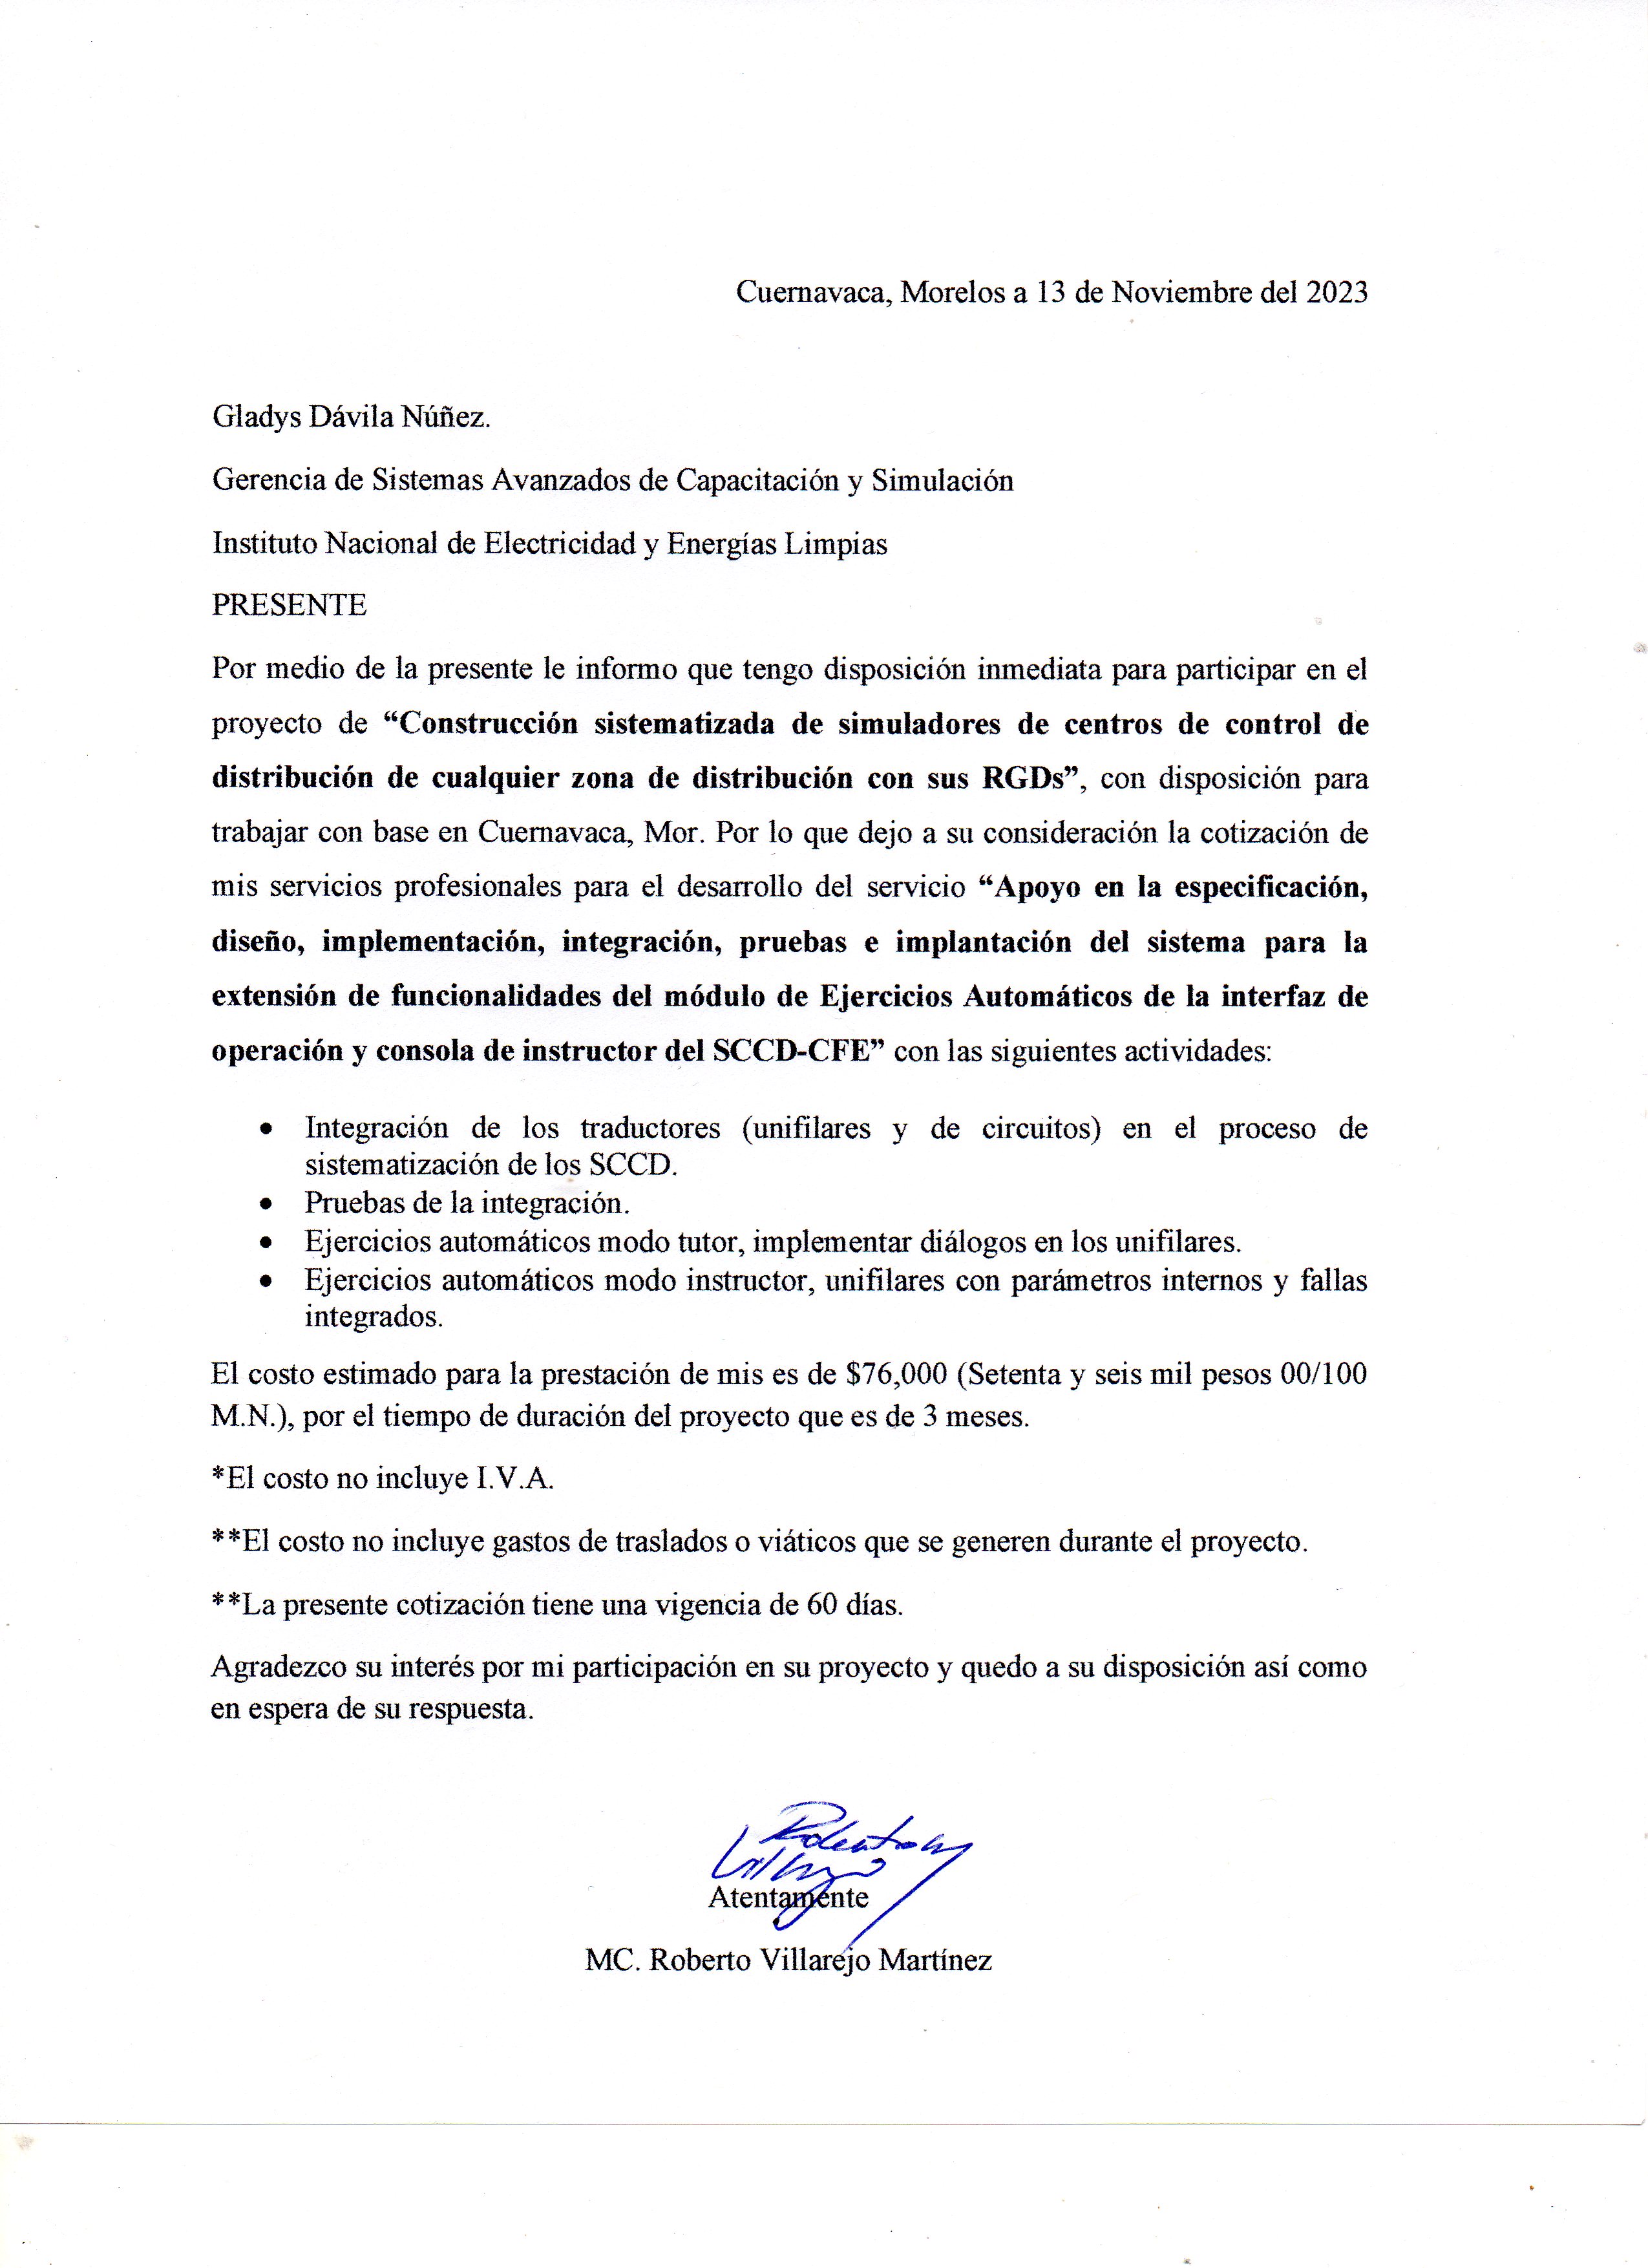 Cuernavaca, Morelos a 13 de Noviembre del 2023
Gladys Dávila Núñez.
Gerencia de Sistemas Avanzados de Capacitación y Simulación
Instituto Nacional de Electricidad y Energías Limpias
PRESENTE
Por medio de la presente le informo que tengo disposición inmediata para participar en el
proyecto de “Construcción sistematizada de simuladores de centros de control de
distribución de cualquier zona de distribución con sus RGDs”, con disposición para
trabajar con base en Cuernavaca, Mor. Por lo que dejo a su consideración la cotización de
mis servicios profesionales para el desarrollo del servicio “Apoyo en la especificación,
diseño, implementación, integración, pruebas e implantación del sistema para la
extensión de funcionalidades del módulo de Ejercicios Automáticos de la interfaz de
operación y consola de instructor del SCCD-CFE” con las siguientes actividades:
• Integración de los traductores (unifilares y de circuitos) en el proceso de
sistematización de los SCCD.
• Pruebas de la integración.
• Ejercicios automáticos modo tutor, implementar diálogos en los unifilares.
• Ejercicios automáticos modo instructor, unifilares con parámetros internos y fallas
integrados.
El costo estimado para la prestación de mis es de $76,000 (Setenta y seis mil pesos 00/100
M.N.), por el tiempo de duración del proyecto que es de 3 meses.
*El costo no incluye I.V.A.
**El costo no incluye gastos de traslados o viáticos que se generen durante el proyecto.
**La presente cotización tiene una vigencia de 60 días.
Agradezco su interés por mi participación en su proyecto y quedo a su disposición así como
en espera de su respuesta.
Atentamente
MC. Roberto Villarejo Martínez